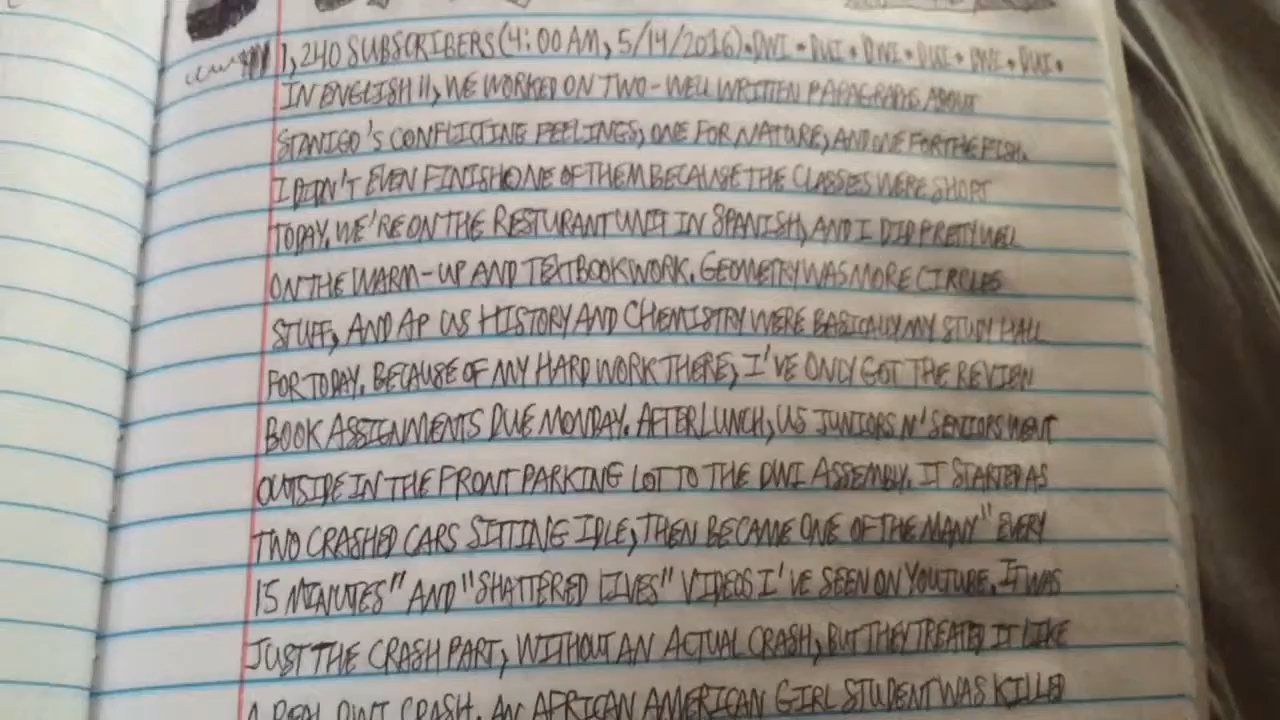 1,240 SUBSCRIBERS (4:00 AM, 5/14/2016) • DWI • DWI • DWI • DWI • DWI • DWI •
IN ENGLISH 11, WE WORKED ON TWO-WELL WRITTEN PARAGRAPHS ABOUT
STANIGO'S CONFLICTING FEELINGS, ONE FOR NATURE, AND ONE FOR THE FISH.
I DIDN'T EVEN FINISH ONE OF THEM BECAUSE THE CLASSES WERE SHORT
TODAY. WE'RE ON THE RESTURANT UNIT IN SPANISH, AND I DID PRETTY WELL
ON THE WARM-UP AND TEXTBOOK WORK. GEOMETRY WAS MORE CIRCLES
STUFF, AND AP US HISTORY AND CHEMISTRY WERE BASICALLY MY STUDY HALL
FOR TODAY. BECAUSE OF MY HARD WORK THERE, I'VE ONLY GOT THE REVIEW
BOOK ASSIGNMENTS DUE MONDAY. AFTER LUNCH, US JUNIORS N' SENIORS WENT
OUTSIDE IN THE FRONT PARKING LOT TO THE DWI ASSEMBLY. IT STARTED AS
TWO CRASHED CARS SITTING IDLE, THEN BECAME ONE OF THE MANY "EVERY
15 MINUTES" AND "SHATTERED LIVES" VIDEOS I'VE SEEN ON YOUTUBE. IT WAS
JUST THE CRASH PART, WITHOUT AN ACTUAL CRASH, BUT THEY TREATED IT LIKE
A REAL DWI CRASH. AN AFRICAN AMERICAN GIRL STUDENT WAS KILLED